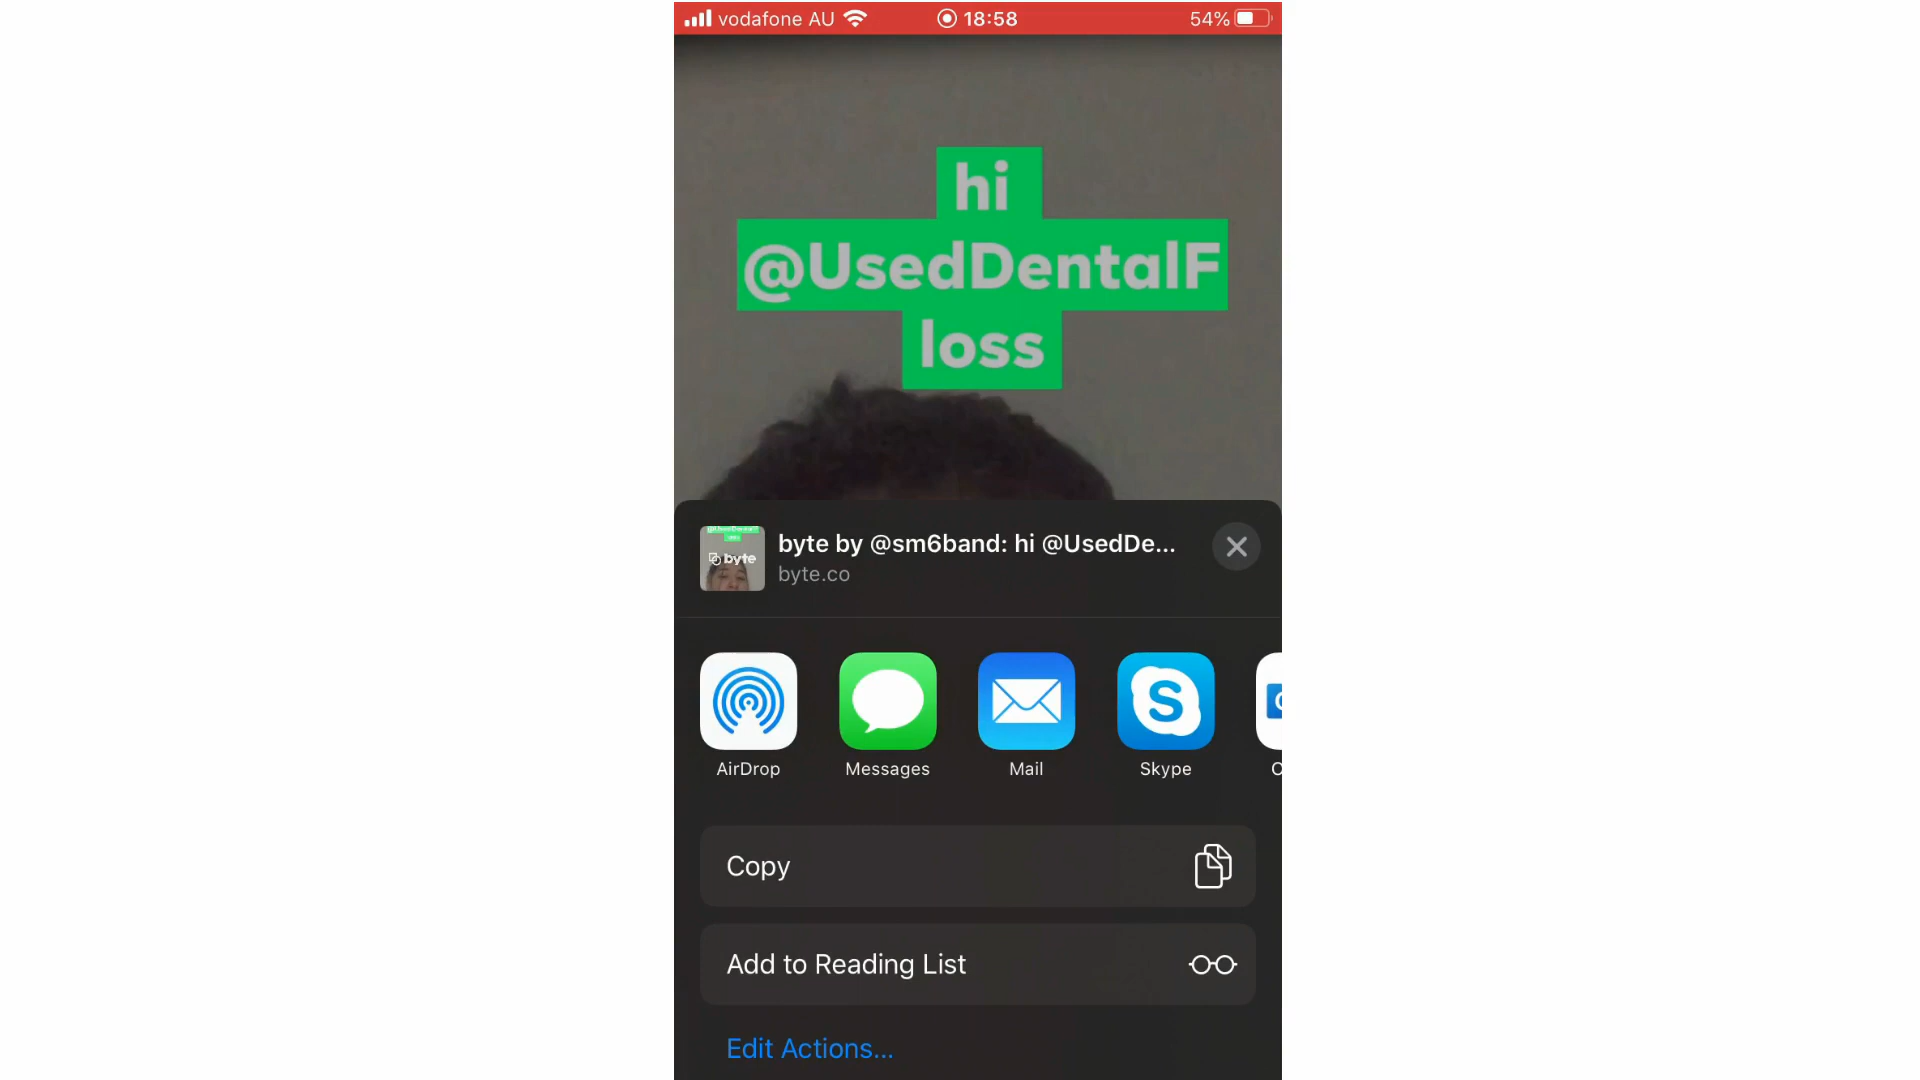 vodafone AU 18:58 54%
hi
@UsedDentalF
loss
byte
byte by @sm6band: hi @UsedDe...
byte.co
S
AirDrop Messages Mail Skype
Copy
Add to Reading List
Edit Actions...